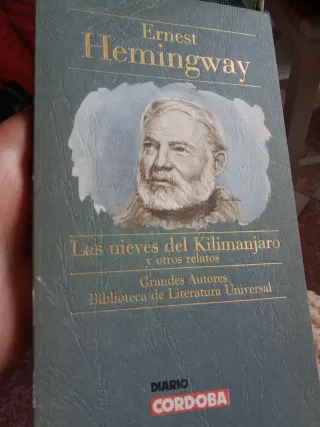 Ernest
Hemingway
Las nieves del Kilimanjaro
y otros relatos
Grandes Autores
Biblioteca de Literatura Universal
DIARIO
CORDOBA